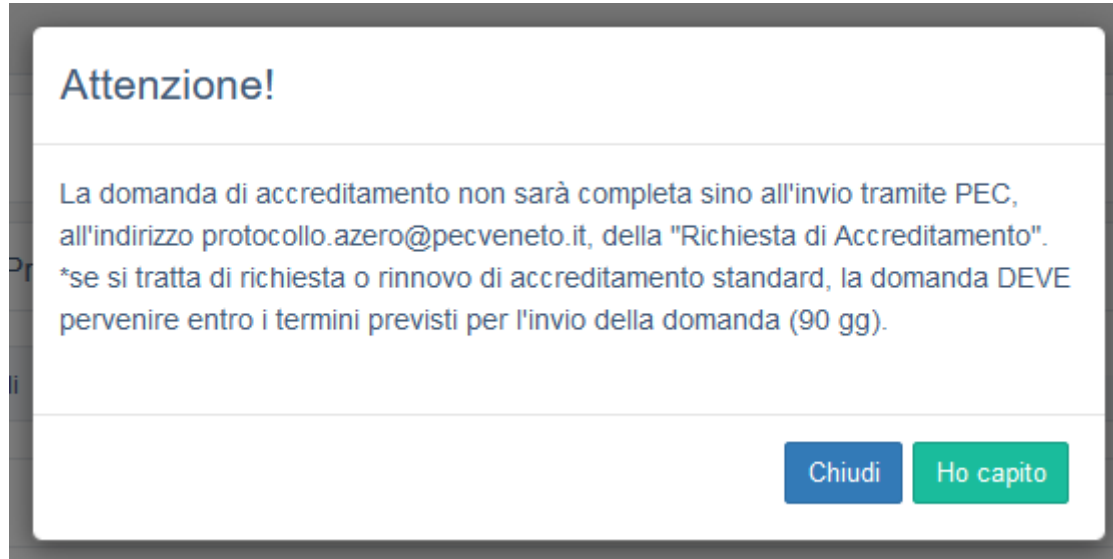 Attenzione!
La domanda di accreditamento non sarà completa sino all'invio tramite PEC,
all'indirizzo protocollo.azero@pecveneto.it, della "Richiesta di Accreditamento".
*se si tratta di richiesta o rinnovo di accreditamento standard, la domanda DEVE
pervenire entro i termini previsti per l'invio della domanda (90 gg).
Chiudi
Ho capito